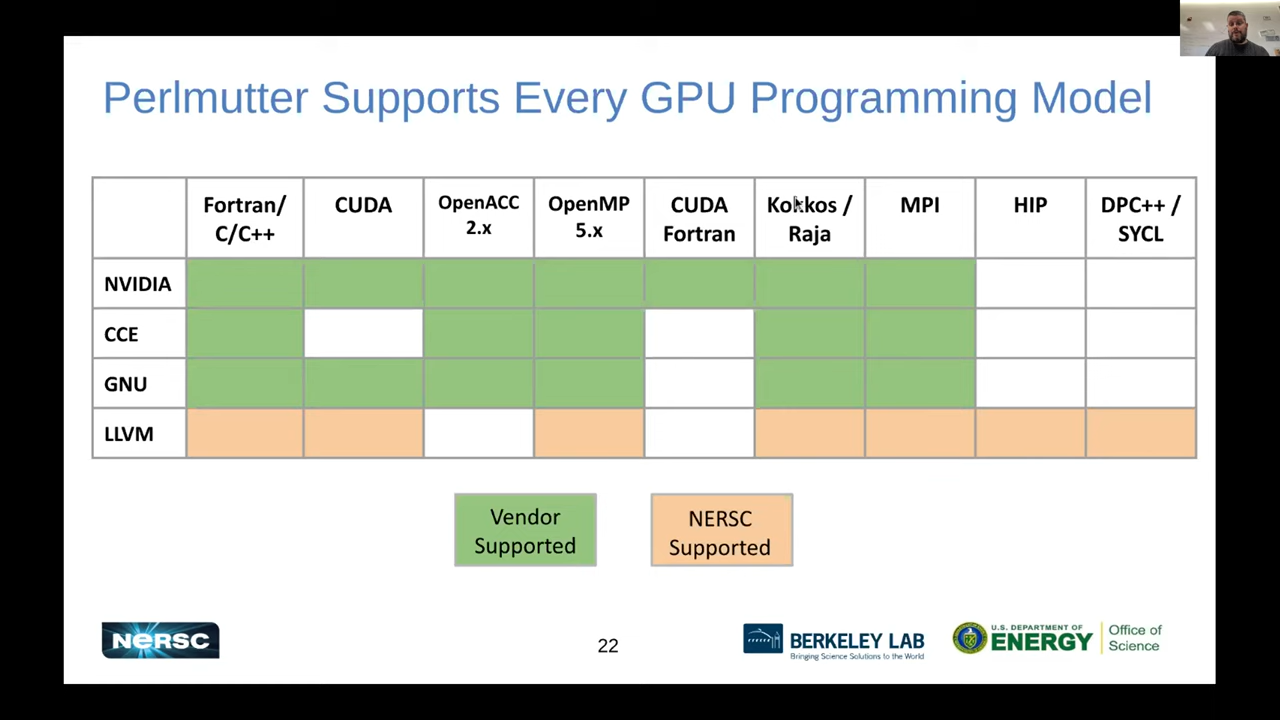 Perlmutter Supports Every GPU Programming Model
Fortran/
C/C++
CUDA
OpenACC
2.x
OpenMP
5.x
CUDA
Fortran
Kokkos /
Raja
MPI
HIP
DPC++ /
SYCL
NVIDIA
CCE
GNU
LLVM
Vendor
Supported
NERSC
Supported
NERSC
22
BERKELEY LAB
Bringing Science Solutions to the World
U.S. DEPARTMENT OF
ENERGY
Office of
Science